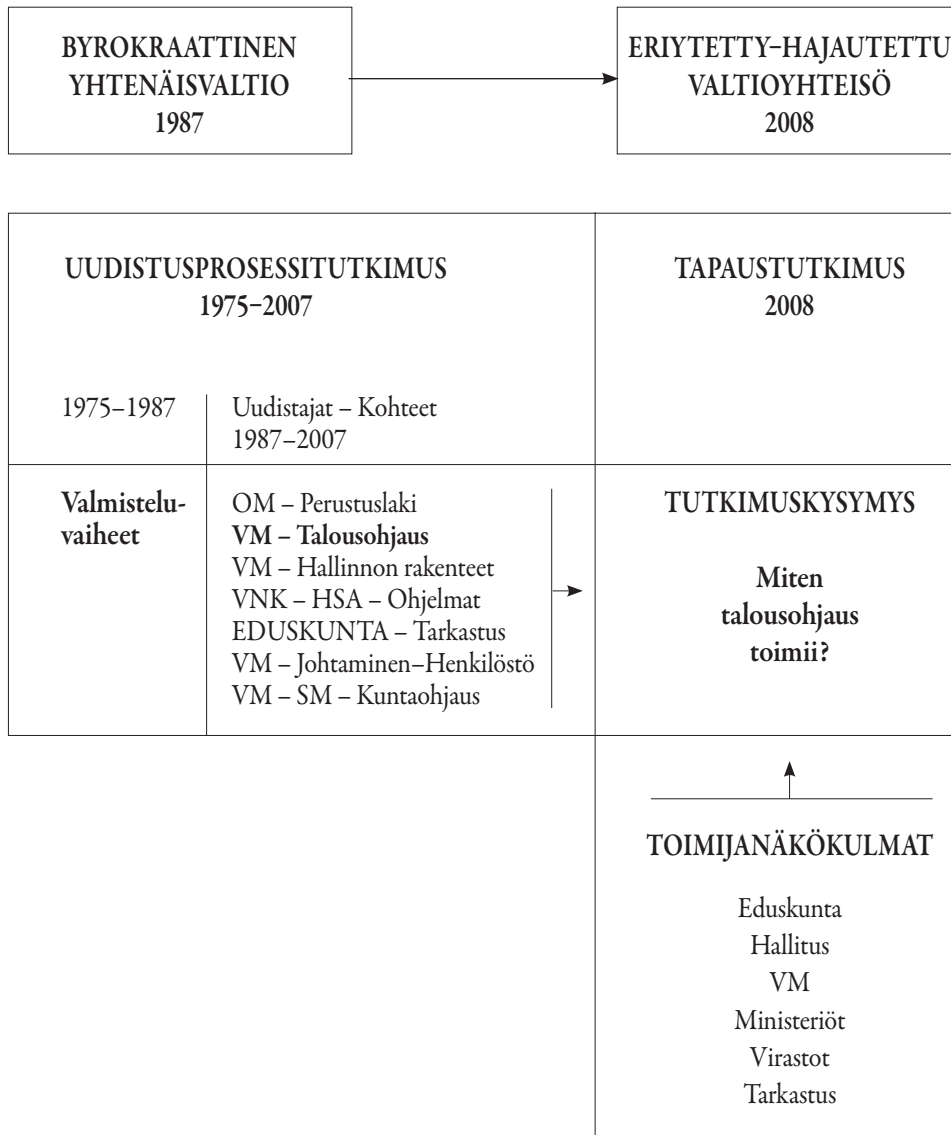 BYROKRAATTINEN
YHTENÄISVALTIO
1987
ERIYTETTY–HAJAUTETTU
VALTIOYHTEISÖ
2008
UUDISTUSPROSESSITUTKIMUS
1975–2007
TAPAUSTUTKIMUS
2008
1975–1987
Uudistajat – Kohteet
1987–2007
Valmistelu-
vaiheet
OM – Perustuslaki
VM – Talousohjaus
VM – Hallinnon rakenteet
VNK – HSA – Ohjelmat
EDUSKUNTA – Tarkastus
VM – Johtaminen–Henkilöstö
VM – SM – Kuntaohjaus
TUTKIMUSKYSYMYS
Miten
talousohjaus
toimii?
TOIMIJANÄKÖKULMAT
Eduskunta
Hallitus
VM
Ministeriöt
Virastot
Tarkastus